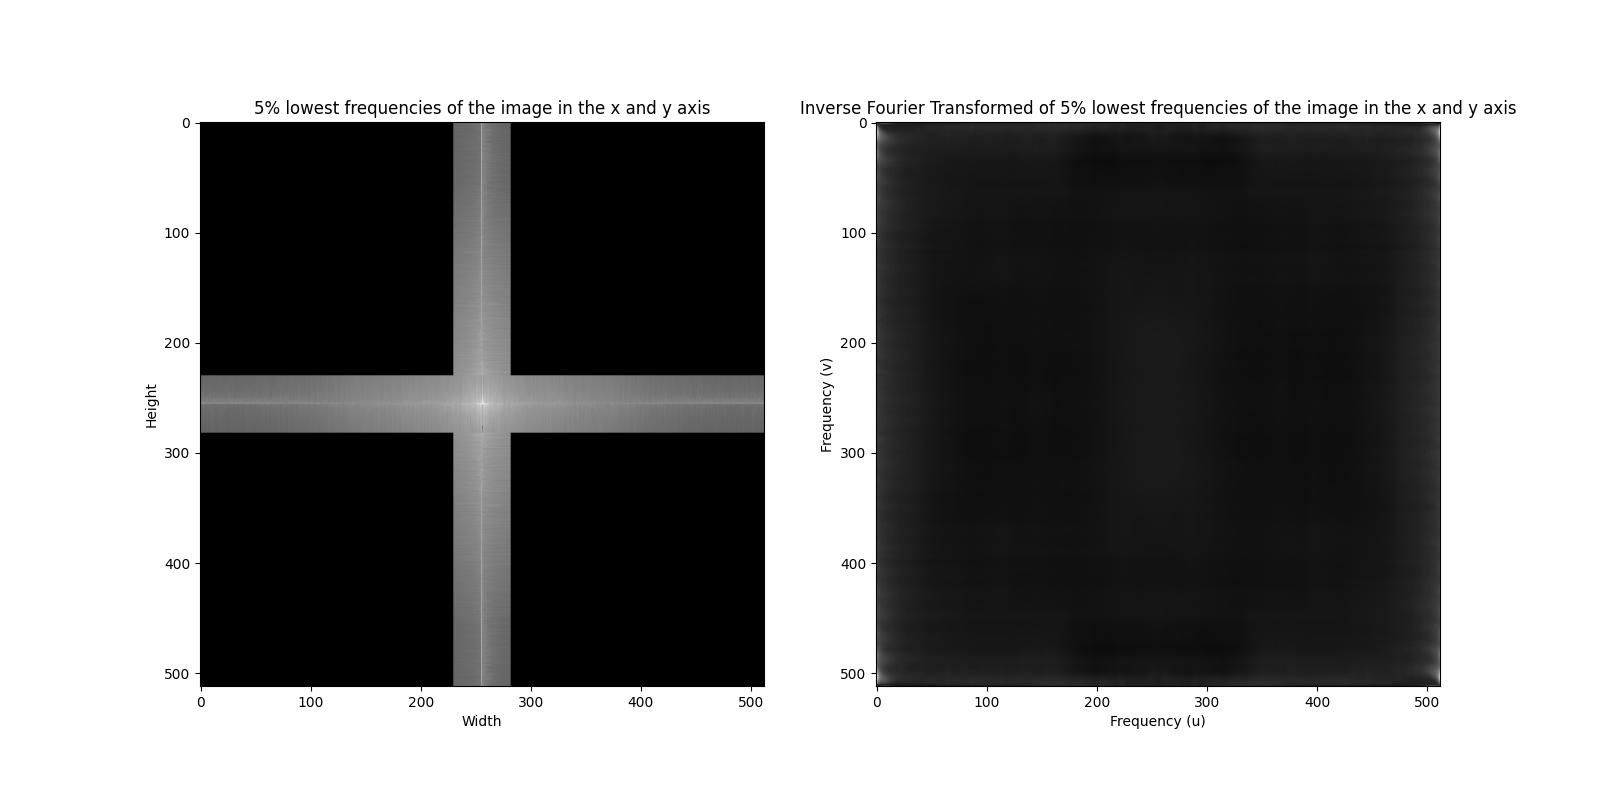 5% lowest frequencies of the image in the x and y axis
0
100
200
300
400
500
Height
0 100 200 300 400 500
Width
Inverse Fourier Transformed of 5% lowest frequencies of the image in the x and y axis
0
100
200
300
400
500
Frequency (v)
0 100 200 300 400 500
Frequency (u)